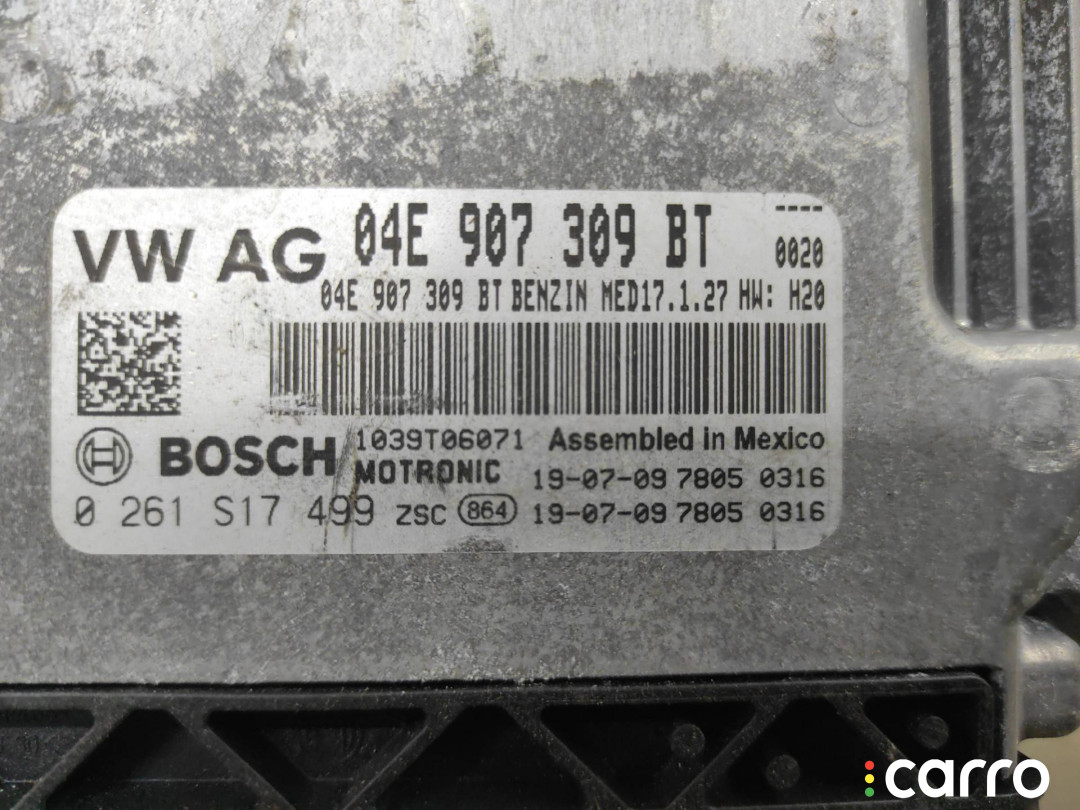 VW AG 04E 907 309 BT ----
0020
04E 907 309 BT BENZIN MED17.1.27 HW: H20
BOSCH 1039T06071 Assembled in Mexico
MOTRONIC 19-07-09 7805 0316
0 261 S17 499 ZSC 864 19-07-09 7805 0316
carro